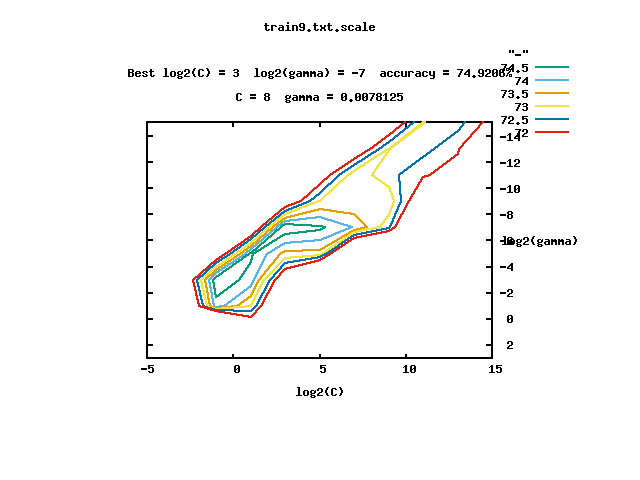 train9.txt.scale
"-"
Best log2(C) = 3  log2(gamma) = -7  accuracy = 74.9206%
74.5
74
73.5
C = 8  gamma = 0.0078125
73
72.5
72
-14
-12
-10
-8
-6
log2(gamma)
-4
-2
0
2
-5 0 5 10 15
log2(C)